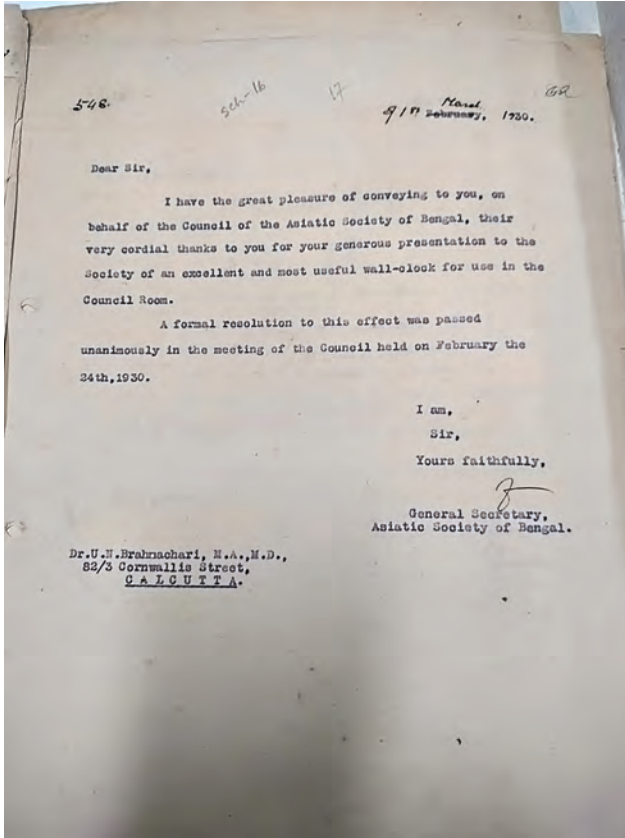 548.
sch-16
17
March
1st February, 1930.
Dear Sir,
I have the great pleasure of conveying to you, on
behalf of the Council of the Asiatic Society of Bengal, their
very cordial thanks to you for your generous presentation to the
Society of an excellent and most useful wall-clock for use in the
Council Room.
A formal resolution to this effect was passed
unanimously in the meeting of the Council held on February the
24th,1930.
I am,
Sir,
Yours faithfully,
General Secretary,
Asiatic Society of Bengal.
Dr.U.N.Brahmachari, M.A.,M.D.,
82/3 Cornwallis Street,
CALCUTTA.